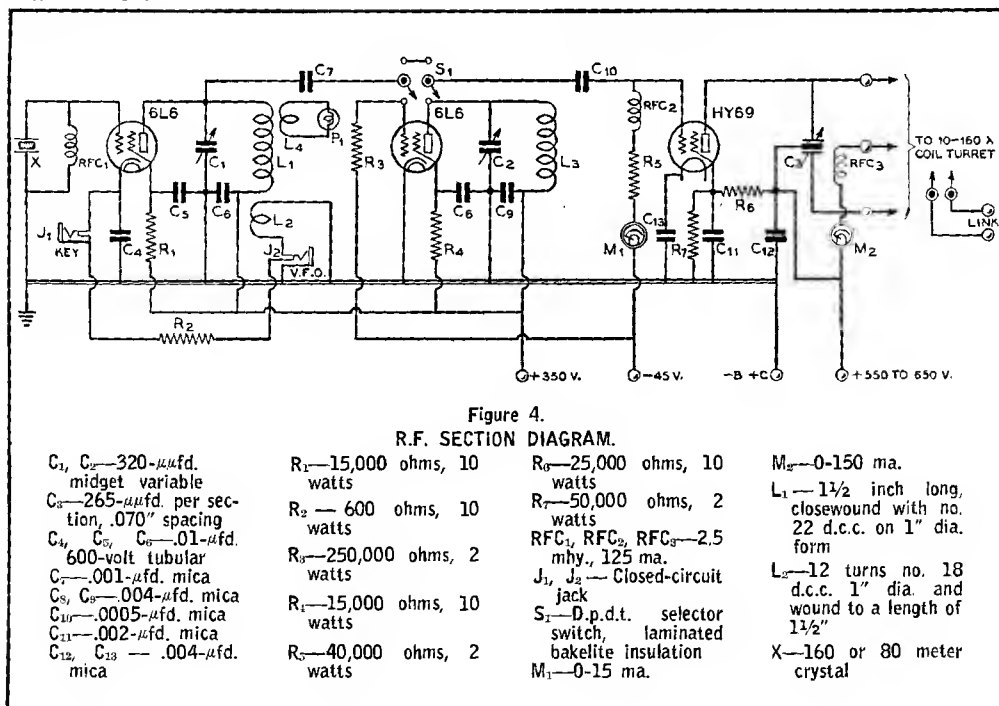 C7
S1
C10
6L6
6L6
HY69
X
RFC1
C1
L1
L4
P1
R3
C2
L3
RFC2
R5
C3
RFC3
TO 10-160 λ
COIL TURRET
LINK
J1
KEY
C4
C5
C6
R1
L2
J2
V.F.O.
C8
C9
R4
M1
C13
R7
C11
R6
C12
M2
R2
+350 V.
-45 V.
-B +C
+550 TO 650 V.
Figure 4.
R.F. SECTION DIAGRAM.
C1, C2—320-μμfd.
midget variable
C3—265-μμfd. per sec-
tion, .070" spacing
C4, C5, C6—.01-μfd.
600-volt tubular
C7—.001-μfd. mica
C8, C9—.004-μfd. mica
C10—.0005-μfd. mica
C11—.002-μfd. mica
C12, C13 — .004-μfd.
mica
R1—15,000 ohms, 10
watts
R2 — 600 ohms, 10
watts
R3—250,000 ohms, 2
watts
R4—15,000 ohms, 10
watts
R5—40,000 ohms, 2
watts
R6—25,000 ohms, 10
watts
R7—50,000 ohms, 2
watts
RFC1, RFC2, RFC3—2.5
mhy., 125 ma.
J1, J2 — Closed-circuit
jack
S1—D.p.d.t. selector
switch, laminated
bakelite insulation
M1—0-15 ma.
M2—0-150 ma.
L1 — 1½ inch long,
closewound with no.
22 d.c.c. on 1" dia.
form
L2—12 turns no. 18
d.c.c. 1" dia. and
wound to a length of
1½"
X—160 or 80 meter
crystal